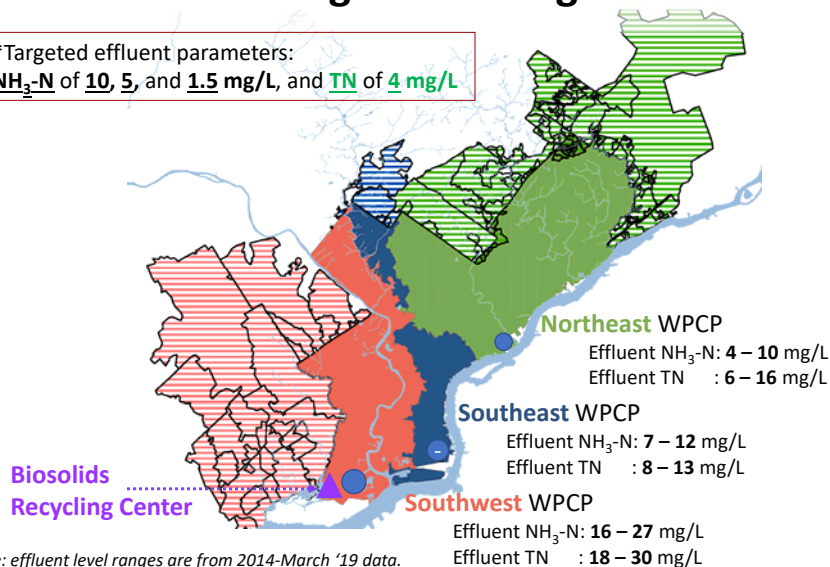 Targeted effluent parameters:
NH3-N of 10, 5, and 1.5 mg/L, and TN of 4 mg/L
Northeast WPCP
Effluent NH3-N: 4 – 10 mg/L
Effluent TN : 6 – 16 mg/L
Southeast WPCP
Effluent NH3-N: 7 – 12 mg/L
Effluent TN : 8 – 13 mg/L
Biosolids
Recycling Center
Southwest WPCP
Effluent NH3-N: 16 – 27 mg/L
Effluent TN : 18 – 30 mg/L
: effluent level ranges are from 2014-March ‘19 data.